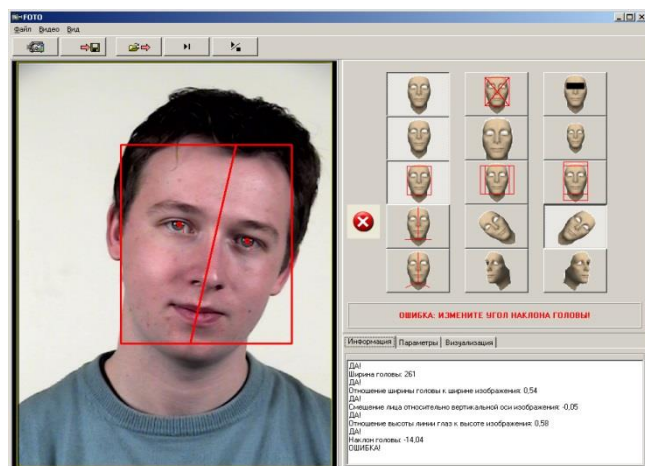 FOTO
Файл Видео Вид
ОШИБКА: ИЗМЕНИТЕ УГОЛ НАКЛОНА ГОЛОВЫ!
Информация Параметры Визуализация
ДА!
Ширина головы: 261
ДА!
Отношение ширины головы к ширине изображения: 0,54
ДА!
Смещение лица относительно вертикальной оси изображения: -0,05
ДА!
Отношение высоты линии глаз к высоте изображения: 0,58
ДА!
Наклон головы: -14,04
ОШИБКА!